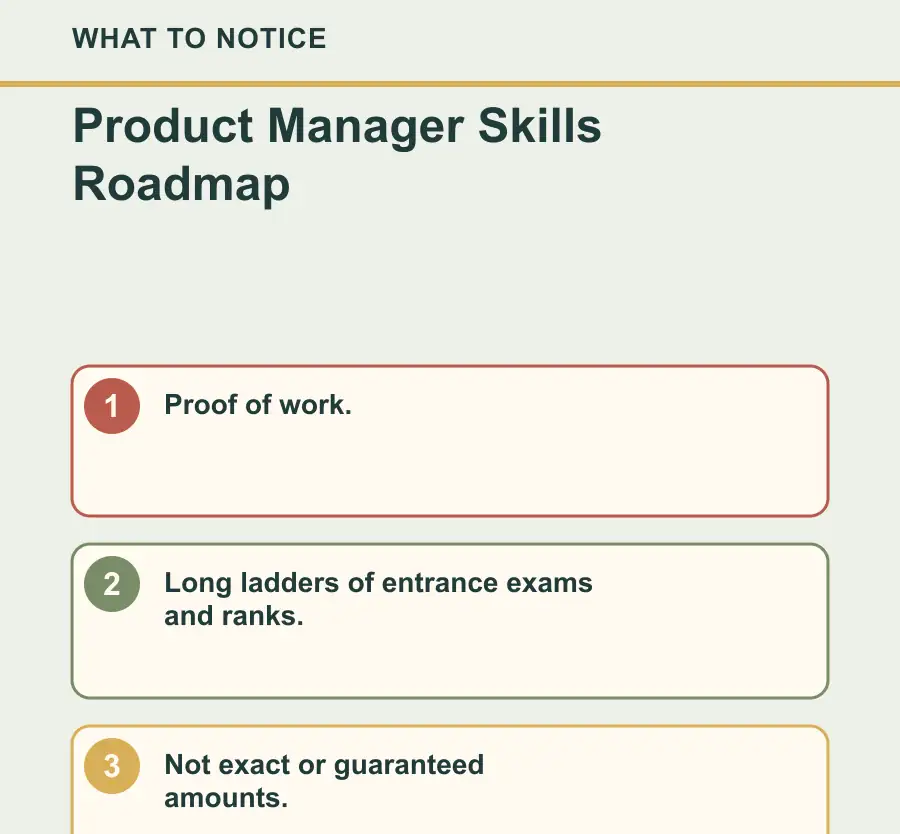 WHAT TO NOTICE
Product Manager Skills
Roadmap
1
Proof of work.
2
Long ladders of entrance exams
and ranks.
3
Not exact or guaranteed
amounts.